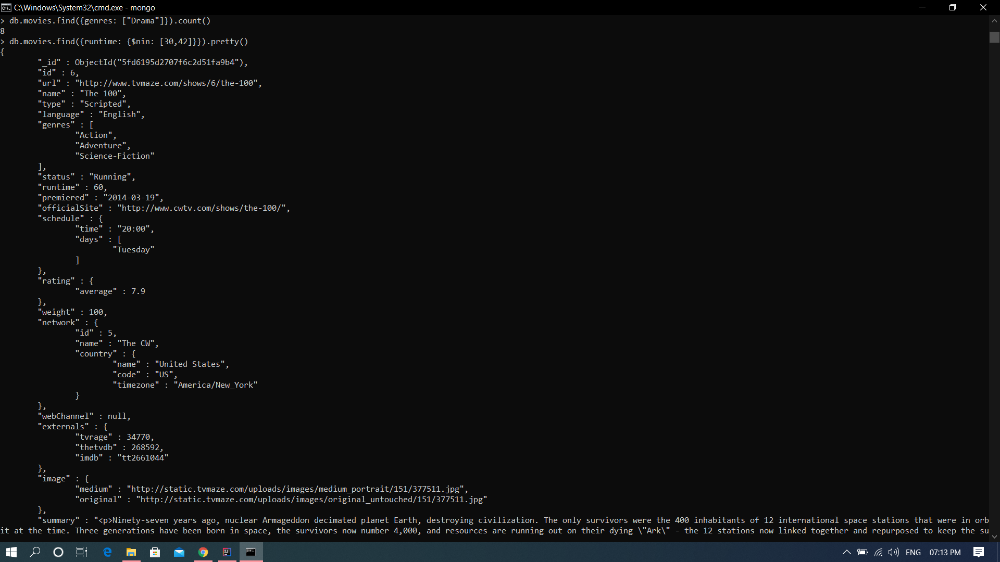 C:\Windows\System32\cmd.exe - mongo
> db.movies.find({genres: ["Drama"]}).count()
8
> db.movies.find({runtime: {$nin: [30,42]}}).pretty()
{
"_id" : ObjectId("5fd6195d2707f6c2d51fa9b4"),
"id" : 6,
"url" : "http://www.tvmaze.com/shows/6/the-100",
"name" : "The 100",
"type" : "Scripted",
"language" : "English",
"genres" : [
"Action",
"Adventure",
"Science-Fiction"
],
"status" : "Running",
"runtime" : 60,
"premiered" : "2014-03-19",
"officialSite" : "http://www.cwtv.com/shows/the-100/",
"schedule" : {
"time" : "20:00",
"days" : [
"Tuesday"
]
},
"rating" : {
"average" : 7.9
},
"weight" : 100,
"network" : {
"id" : 5,
"name" : "The CW",
"country" : {
"name" : "United States",
"code" : "US",
"timezone" : "America/New_York"
}
},
"webChannel" : null,
"externals" : {
"tvrage" : 34770,
"thetvdb" : 268592,
"imdb" : "tt2661044"
},
"image" : {
"medium" : "http://static.tvmaze.com/uploads/images/medium_portrait/151/377511.jpg",
"original" : "http://static.tvmaze.com/uploads/images/original_untouched/151/377511.jpg"
},
"summary" : "<p>Ninety-seven years ago, nuclear Armageddon decimated planet Earth, destroying civilization. The only survivors were the 400 inhabitants of 12 international space stations that were in orb
it at the time. Three generations have been born in space, the survivors now number 4,000, and resources are running out on their dying \"Ark\" - the 12 stations now linked together and repurposed to keep the su
ENG 07:13 PM